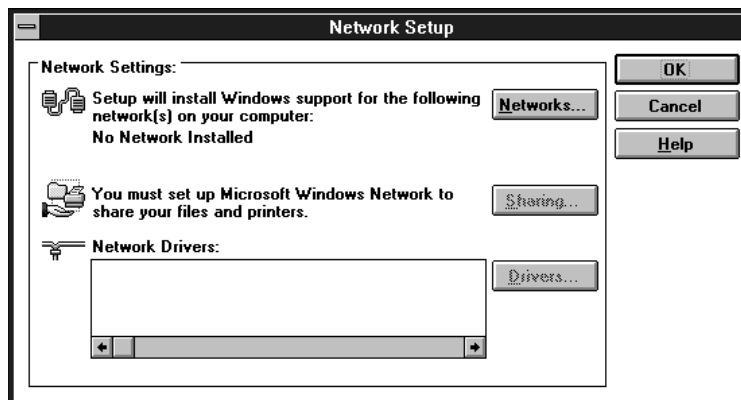 Network Setup
Network Settings:
OK
Setup will install Windows support for the following
network(s) on your computer:
Networks...
Cancel
No Network Installed
Help
You must set up Microsoft Windows Network to
share your files and printers.
Sharing...
Network Drivers:
Drivers...